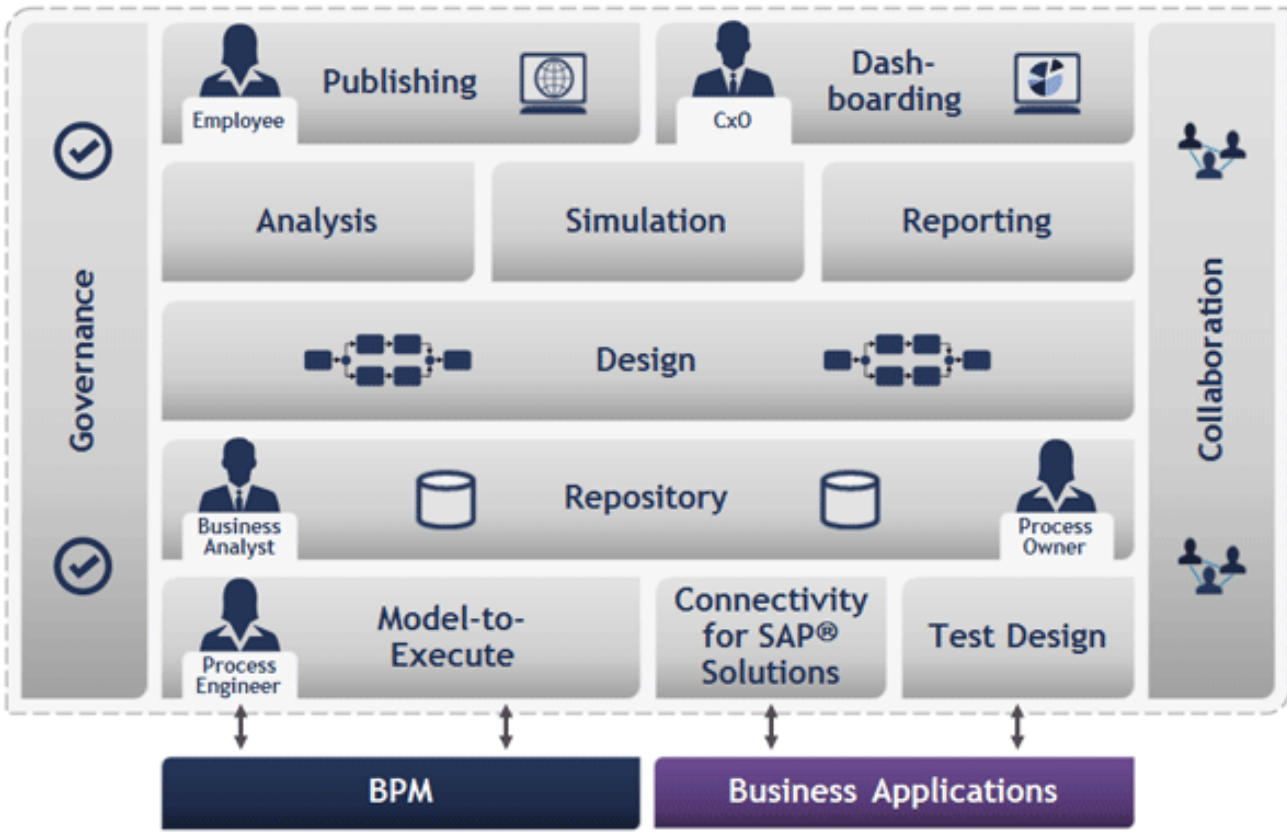 Governance
Employee
Publishing
CxO
Dash-
boarding
Collaboration
Analysis
Simulation
Reporting
Design
Business
Analyst
Repository
Process
Owner
Process
Engineer
Model-to-
Execute
Connectivity
for SAP®
Solutions
Test Design
BPM
Business Applications